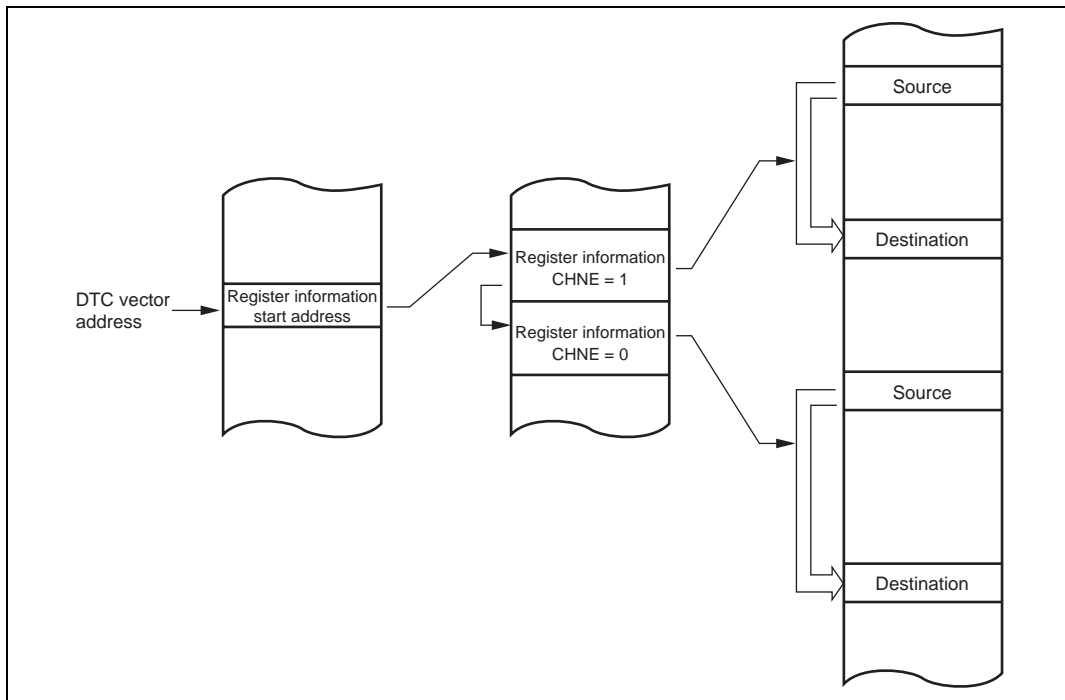 DTC vector
address
Register information
start address
Register information
CHNE = 1
Register information
CHNE = 0
Source
Destination
Source
Destination